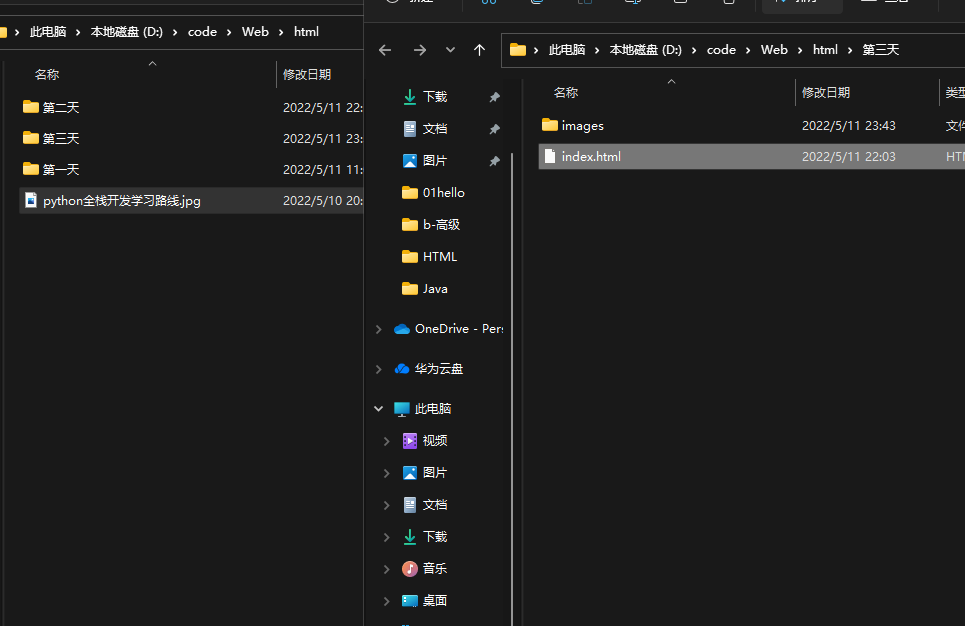 此电脑 > 本地磁盘 (D:) > code > Web > html
名称 修改日期
第二天 2022/5/11 22:
第三天 2022/5/11 23:
第一天 2022/5/11 11:
python全栈开发学习路线.jpg 2022/5/10 20:
此电脑 > 本地磁盘 (D:) > code > Web > html > 第三天
下载
文档
图片
01hello
b-高级
HTML
Java
OneDrive - Pers
华为云盘
此电脑
视频
图片
文档
下载
音乐
桌面
名称 修改日期 类型
images 2022/5/11 23:43 文件
index.html 2022/5/11 22:03 HT